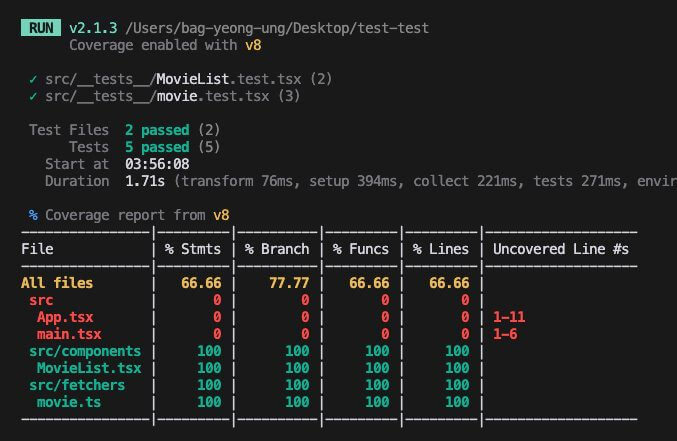 RUN v2.1.3 /Users/bag-yeong-ung/Desktop/test-test
Coverage enabled with v8
✓ src/__tests__/MovieList.test.tsx (2)
✓ src/__tests__/movie.test.tsx (3)
Test Files 2 passed (2)
Tests 5 passed (5)
Start at 03:56:08
Duration 1.71s (transform 76ms, setup 394ms, collect 221ms, tests 271ms, envir
% Coverage report from v8
File | % Stmts | % Branch | % Funcs | % Lines | Uncovered Line #s
All files | 66.66 | 77.77 | 66.66 | 66.66 |
src | 0 | 0 | 0 | 0 |
App.tsx | 0 | 0 | 0 | 0 | 1-11
main.tsx | 0 | 0 | 0 | 0 | 1-6
src/components | 100 | 100 | 100 | 100 |
MovieList.tsx | 100 | 100 | 100 | 100 |
src/fetchers | 100 | 100 | 100 | 100 |
movie.ts | 100 | 100 | 100 | 100 |